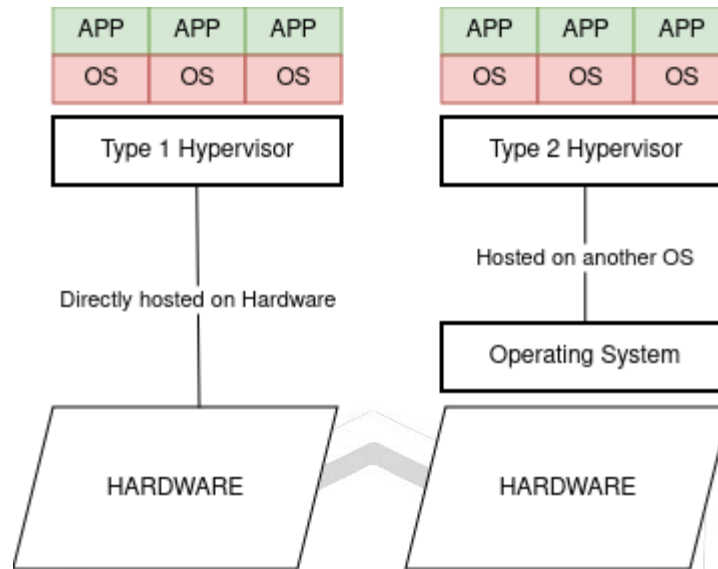 APP APP APP
OS OS OS
Type 1 Hypervisor
Directly hosted on Hardware
HARDWARE
APP APP APP
OS OS OS
Type 2 Hypervisor
Hosted on another OS
Operating System
HARDWARE